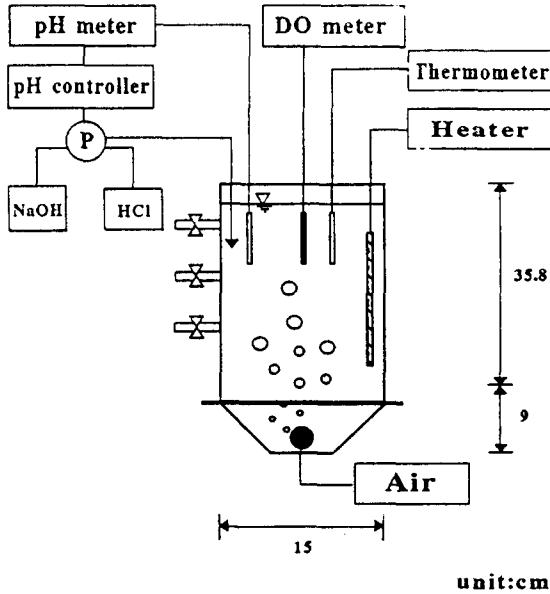 pH meter
DO meter
pH controller
Thermometer
Heater
P
NaOH
HCl
35.8
9
Air
15
unit:cm